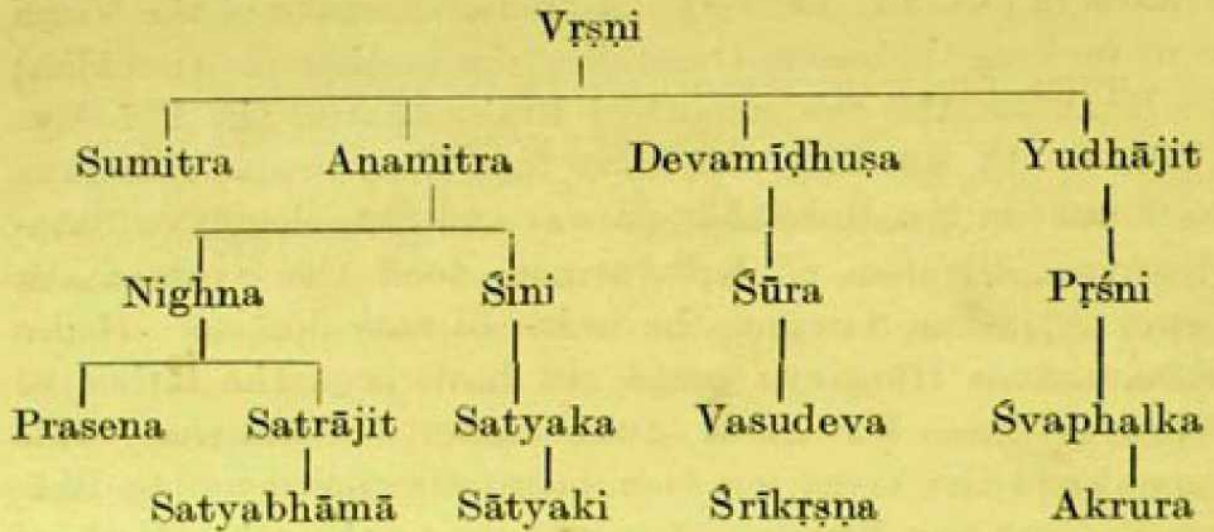 Vṛṣṇi
Sumitra Anamitra Devamīḍhuṣa Yudhājit
Nighna Śini Śūra Pṛśni
Prasena Satrājit Satyaka Vasudeva Śvaphalka
Satyabhāmā Sātyaki Śrīkṛṣṇa Akrura